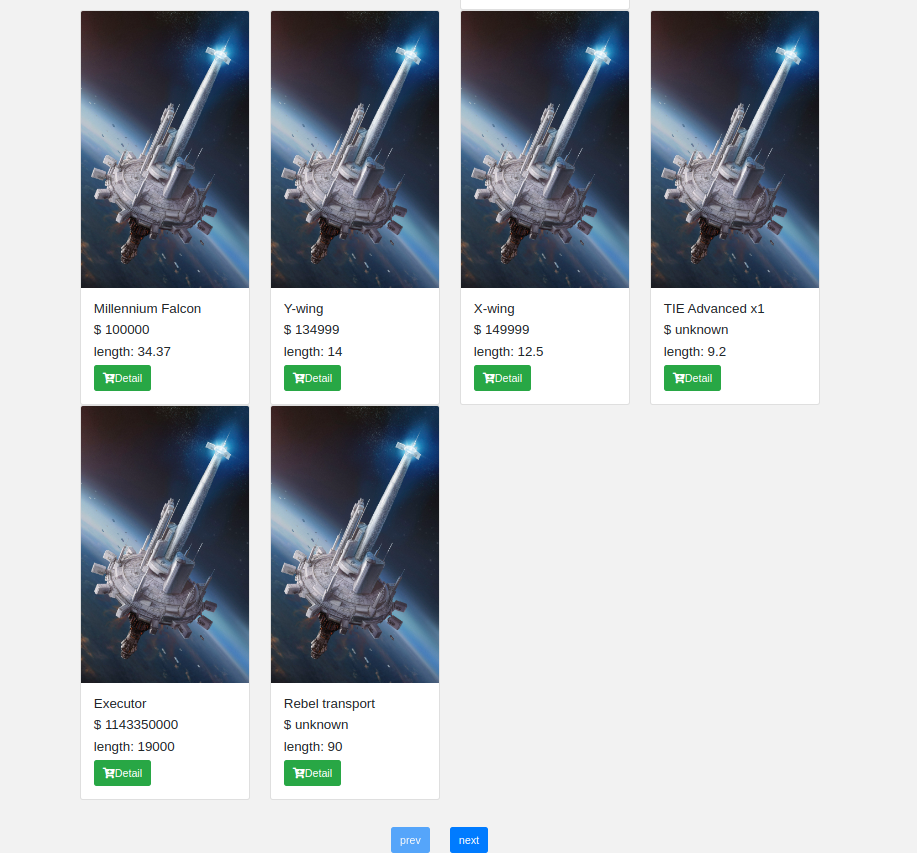 Millennium Falcon
$ 100000
length: 34.37
Detail
Y-wing
$ 134999
length: 14
Detail
X-wing
$ 149999
length: 12.5
Detail
TIE Advanced x1
$ unknown
length: 9.2
Detail
Executor
$ 1143350000
length: 19000
Detail
Rebel transport
$ unknown
length: 90
Detail
prev
next